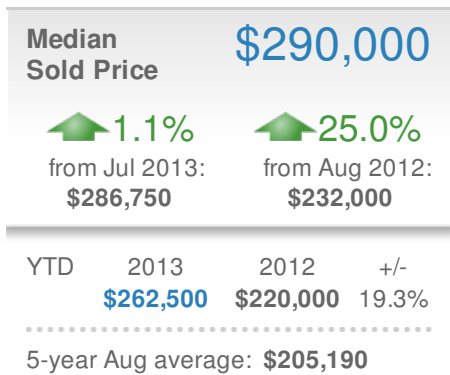 Median $290,000
Sold Price
1.1% 25.0%
from Jul 2013: from Aug 2012:
$286,750 $232,000
YTD 2013 2012 +/-
$262,500 $220,000 19.3%
5-year Aug average: $205,190